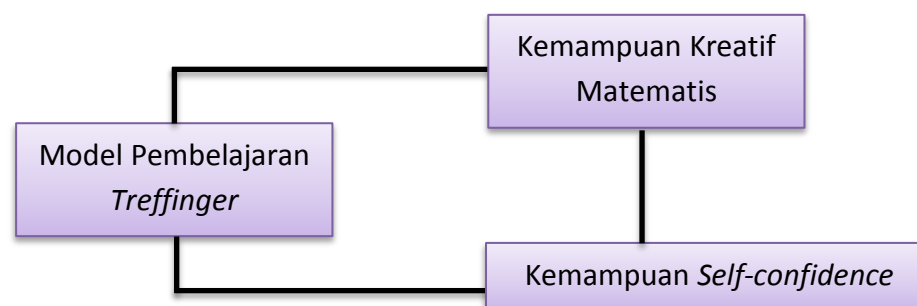 Kemampuan Kreatif
Matematis
Model Pembelajaran
Treffinger
Kemampuan Self-confidence